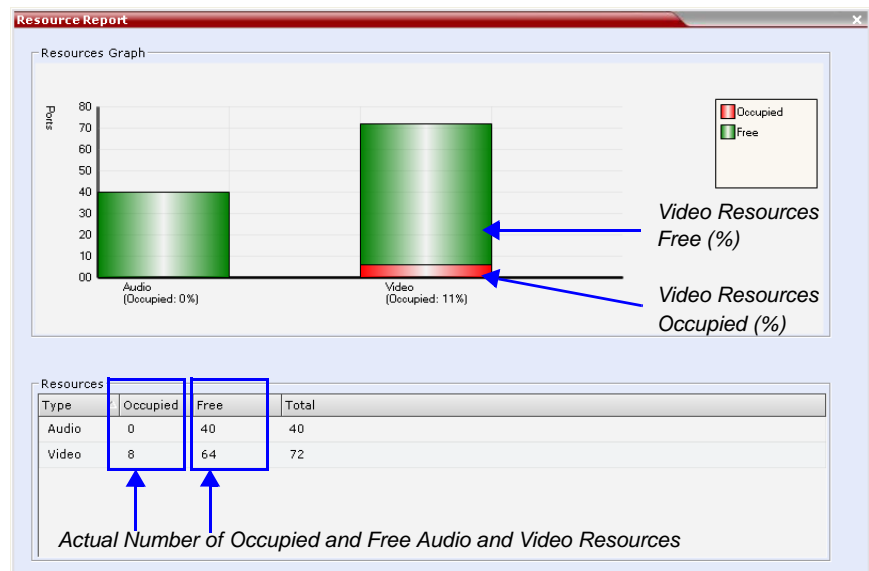 Resource Report
Resources Graph
Ports
80
70
60
50
40
30
20
10
00
Audio
(Occupied: 0%)
Video
(Occupied: 11%)
Occupied
Free
Video Resources
Free (%)
Video Resources
Occupied (%)
Resources
Type Occupied Free Total
Audio 0 40 40
Video 8 64 72
Actual Number of Occupied and Free Audio and Video Resources